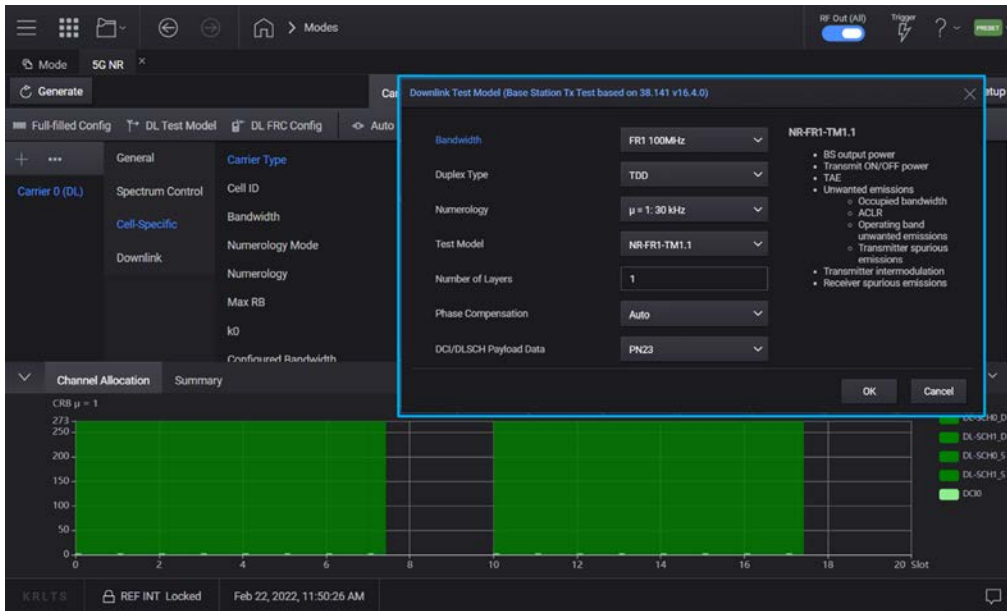 Modes
RF Out (All)
Trigger
?
PRESET
Mode
5G NR ×
Generate
Full-filled Config
DL Test Model
DL FRC Config
Auto
+ •••
Carrier 0 (DL)
General
Spectrum Control
Cell-Specific
Downlink
Carrier Type
Cell ID
Bandwidth
Numerology Mode
Numerology
Max RB
k0
Configured Bandwidth
Downlink Test Model (Base Station Tx Test based on 38.141 v16.4.0)
Bandwidth
FR1 100MHz
Duplex Type
TDD
Numerology
μ = 1: 30 kHz
Test Model
NR-FR1-TM1.1
Number of Layers
1
Phase Compensation
Auto
DCI/DLSCH Payload Data
PN23
NR-FR1-TM1.1
• BS output power
• Transmit ON/OFF power
• TAE
• Unwanted emissions
○ Occupied bandwidth
○ ACLR
○ Operating band
unwanted emissions
○ Transmitter spurious
emissions
• Transmitter intermodulation
• Receiver spurious emissions
OK
Cancel
Channel Allocation
Summary
CRB μ = 1
273
250
200
150
100
50
0
0 2 4 6 8 10 12 14 16 18 20 Slot
DL-SCH0_D
DL-SCH1_D
DL-SCH0_S
DL-SCH1_S
DCI0
KRLTS
REF INT Locked
Feb 22, 2022, 11:50:26 AM